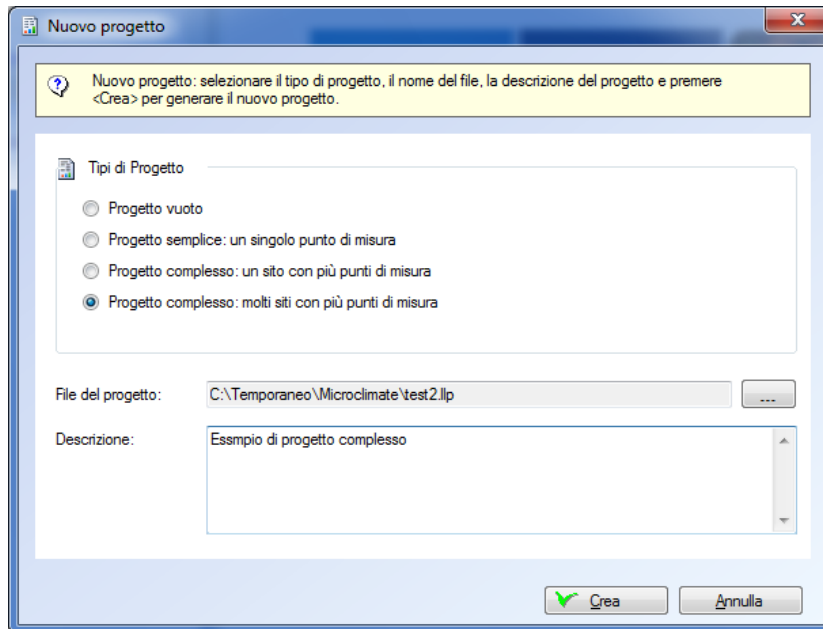 Nuovo progetto
Nuovo progetto: selezionare il tipo di progetto, il nome del file, la descrizione del progetto e premere
<Crea> per generare il nuovo progetto.
Tipi di Progetto
Progetto vuoto
Progetto semplice: un singolo punto di misura
Progetto complesso: un sito con più punti di misura
Progetto complesso: molti siti con più punti di misura
File del progetto: C:\Temporaneo\Microclimate\test2.llp ...
Descrizione: Essmpio di progetto complesso
Crea Annulla